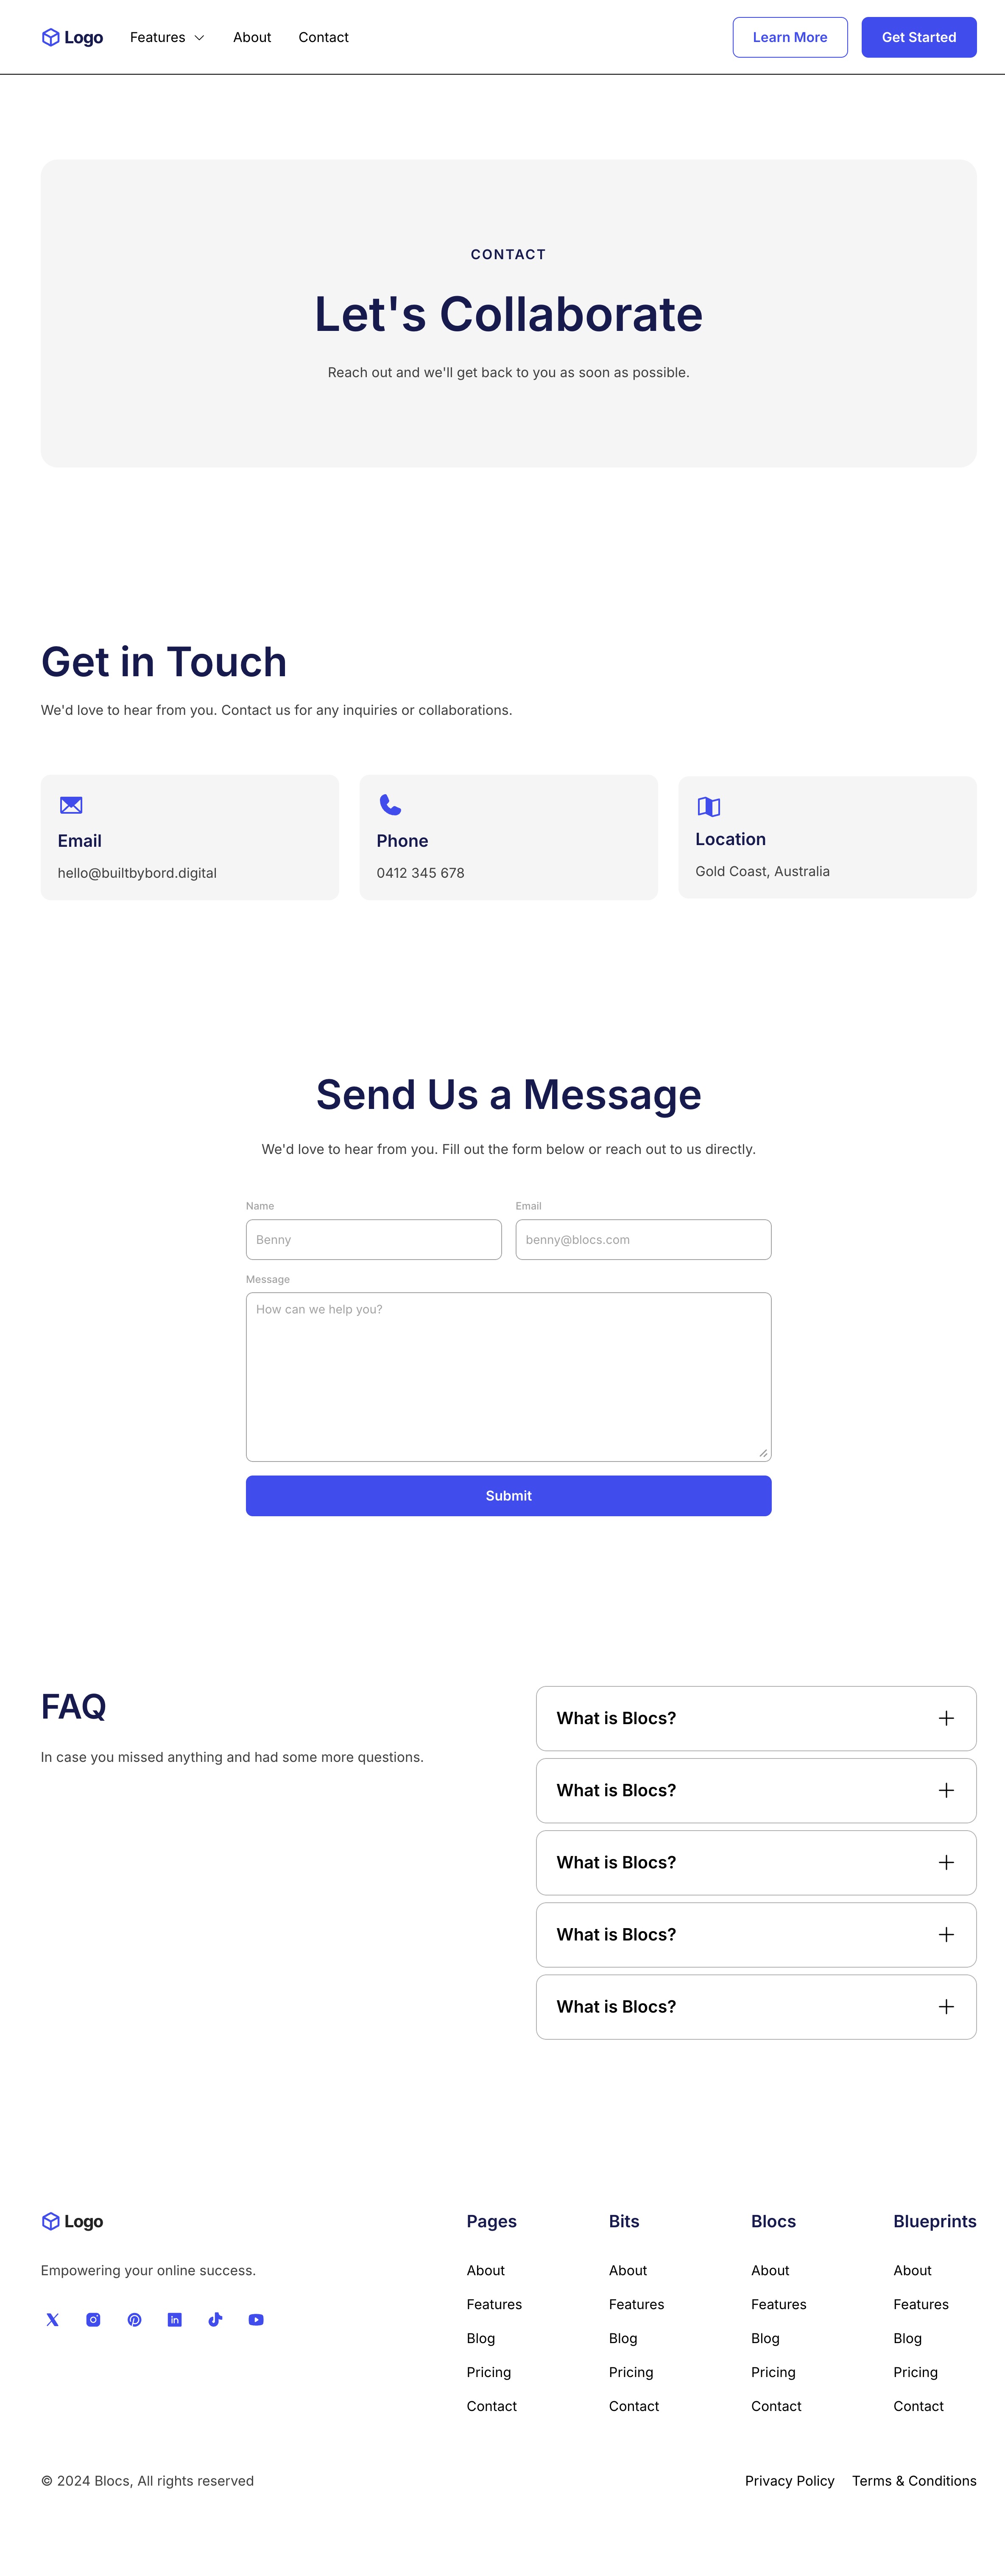 Logo
Features
About
Contact
Learn More
Get Started
CONTACT
Let's Collaborate
Reach out and we'll get back to you as soon as possible.
Get in Touch
We'd love to hear from you. Contact us for any inquiries or collaborations.
Email
hello@builtbybord.digital
Phone
0412 345 678
Location
Gold Coast, Australia
Send Us a Message
We'd love to hear from you. Fill out the form below or reach out to us directly.
Name
Benny
Email
benny@blocs.com
Message
How can we help you?
Submit
FAQ
In case you missed anything and had some more questions.
What is Blocs?
What is Blocs?
What is Blocs?
What is Blocs?
What is Blocs?
Logo
Empowering your online success.
Pages
About
Features
Blog
Pricing
Contact
Bits
About
Features
Blog
Pricing
Contact
Blocs
About
Features
Blog
Pricing
Contact
Blueprints
About
Features
Blog
Pricing
Contact
© 2024 Blocs, All rights reserved
Privacy Policy
Terms & Conditions